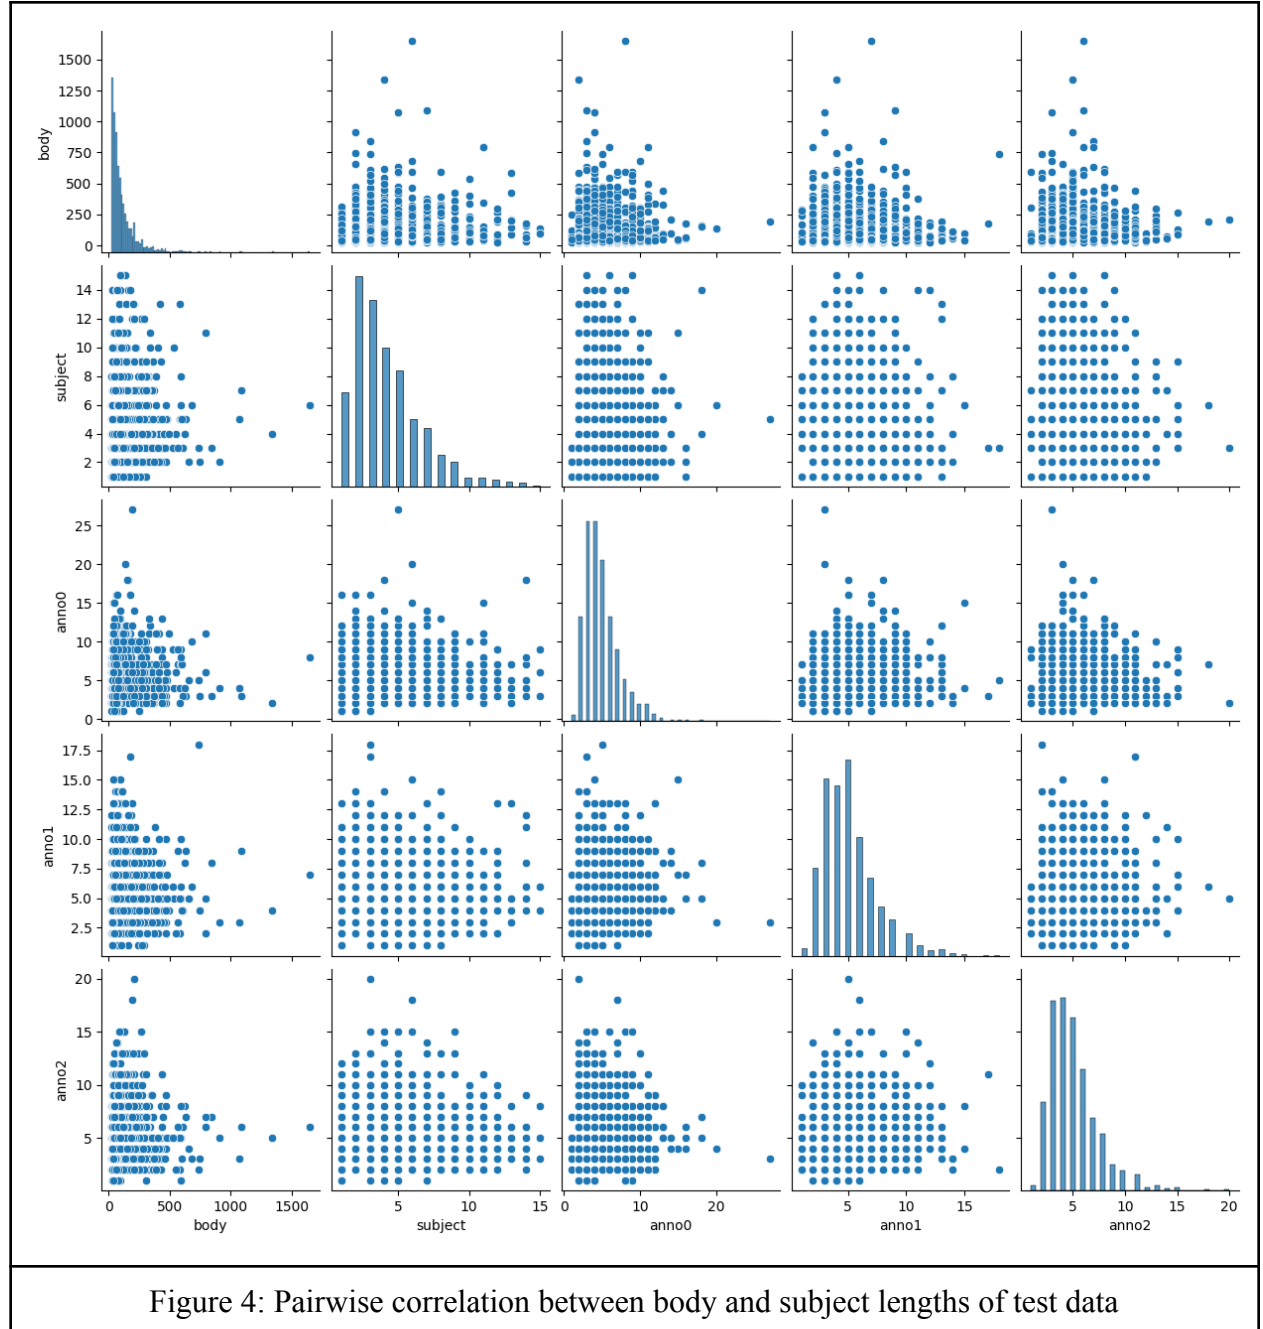 1500
1250
1000
750
500
250
0
body
14
12
10
8
6
4
2
subject
25
20
15
10
5
0
anno0
17.5
15.0
12.5
10.0
7.5
5.0
2.5
anno1
20
15
10
5
anno2
0 500 1000 1500
body
5 10 15
subject
0 10 20
anno0
5 10 15
anno1
5 10 15 20
anno2
Figure 4: Pairwise correlation between body and subject lengths of test data